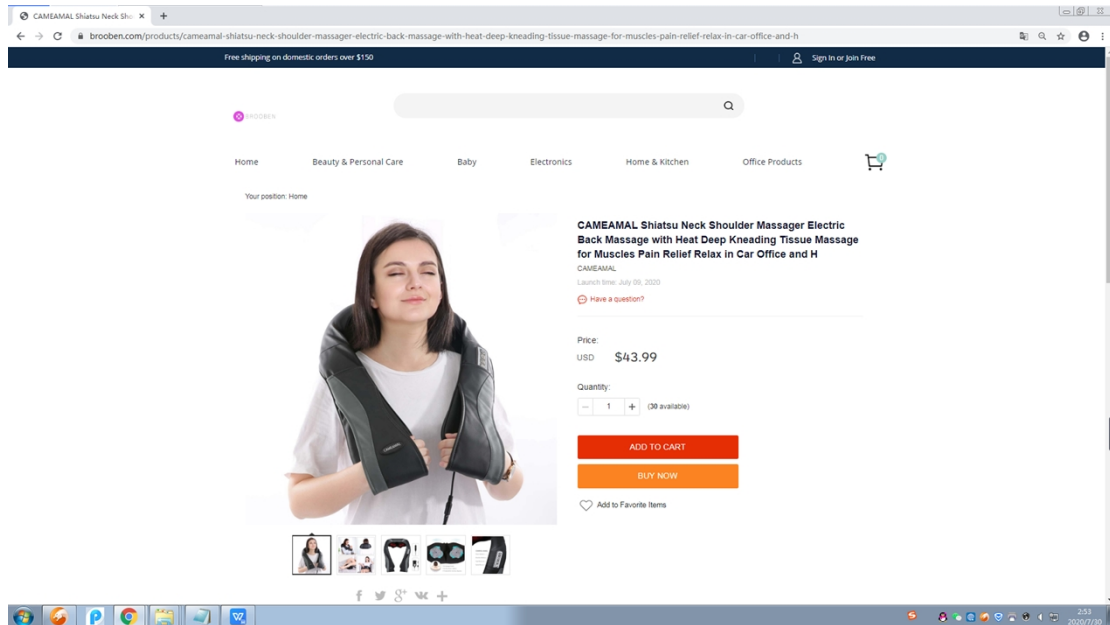 CAMEAMAL Shiatsu Neck Sho
brooben.com/products/cameamal-shiatsu-neck-shoulder-massager-electric-back-massage-with-heat-deep-kneading-tissue-massage-for-muscles-pain-relief-relax-in-car-office-and-h
Free shipping on domestic orders over $150
Sign In or Join Free
BROOBEN
Home Beauty & Personal Care Baby Electronics Home & Kitchen Office Products 0
Your position: Home
CAMEAMAL Shiatsu Neck Shoulder Massager Electric
Back Massage with Heat Deep Kneading Tissue Massage
for Muscles Pain Relief Relax in Car Office and H
CAMEAMAL
Launch time: July 09, 2020
Have a question?
Price:
USD $43.99
Quantity:
1 (30 available)
ADD TO CART
BUY NOW
Add to Favorite Items
2:53
2020/7/30